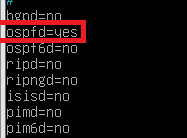 #
bgpd=no
ospfd=yes
ospf6d=no
ripd=no
ripngd=no
isisd=no
pimd=no
pim6d=no